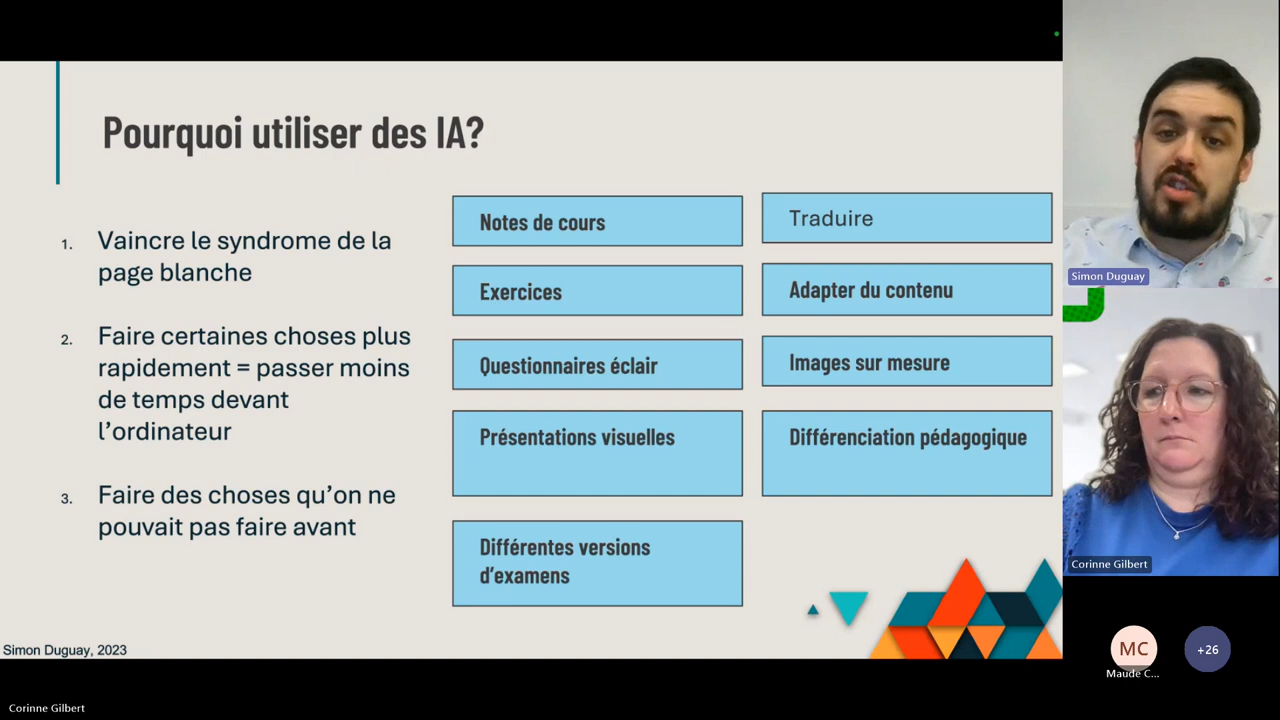 Pourquoi utiliser des IA?
1. Vaincre le syndrome de la
page blanche
2. Faire certaines choses plus
rapidement = passer moins
de temps devant
l’ordinateur
3. Faire des choses qu’on ne
pouvait pas faire avant
Notes de cours
Exercices
Questionnaires éclair
Présentations visuelles
Différentes versions
d’examens
Traduire
Adapter du contenu
Images sur mesure
Différenciation pédagogique
Simon Duguay, 2023
Corinne Gilbert
Simon Duguay
Corinne Gilbert
MC
Maude C...
+26